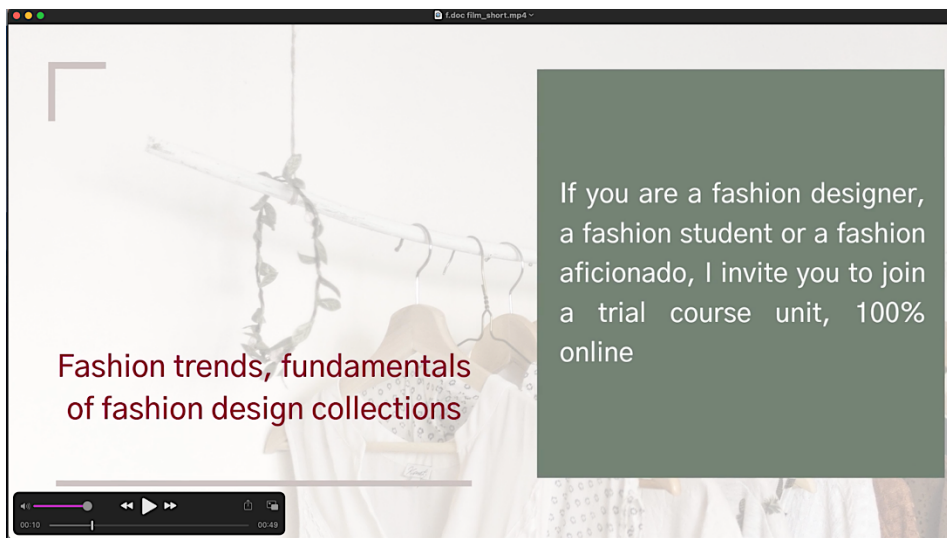 f.doc film_short.mp4
If you are a fashion designer,
a fashion student or a fashion
aficionado, I invite you to join
a trial course unit, 100%
online
Fashion trends, fundamentals
of fashion design collections
00:10
00:49